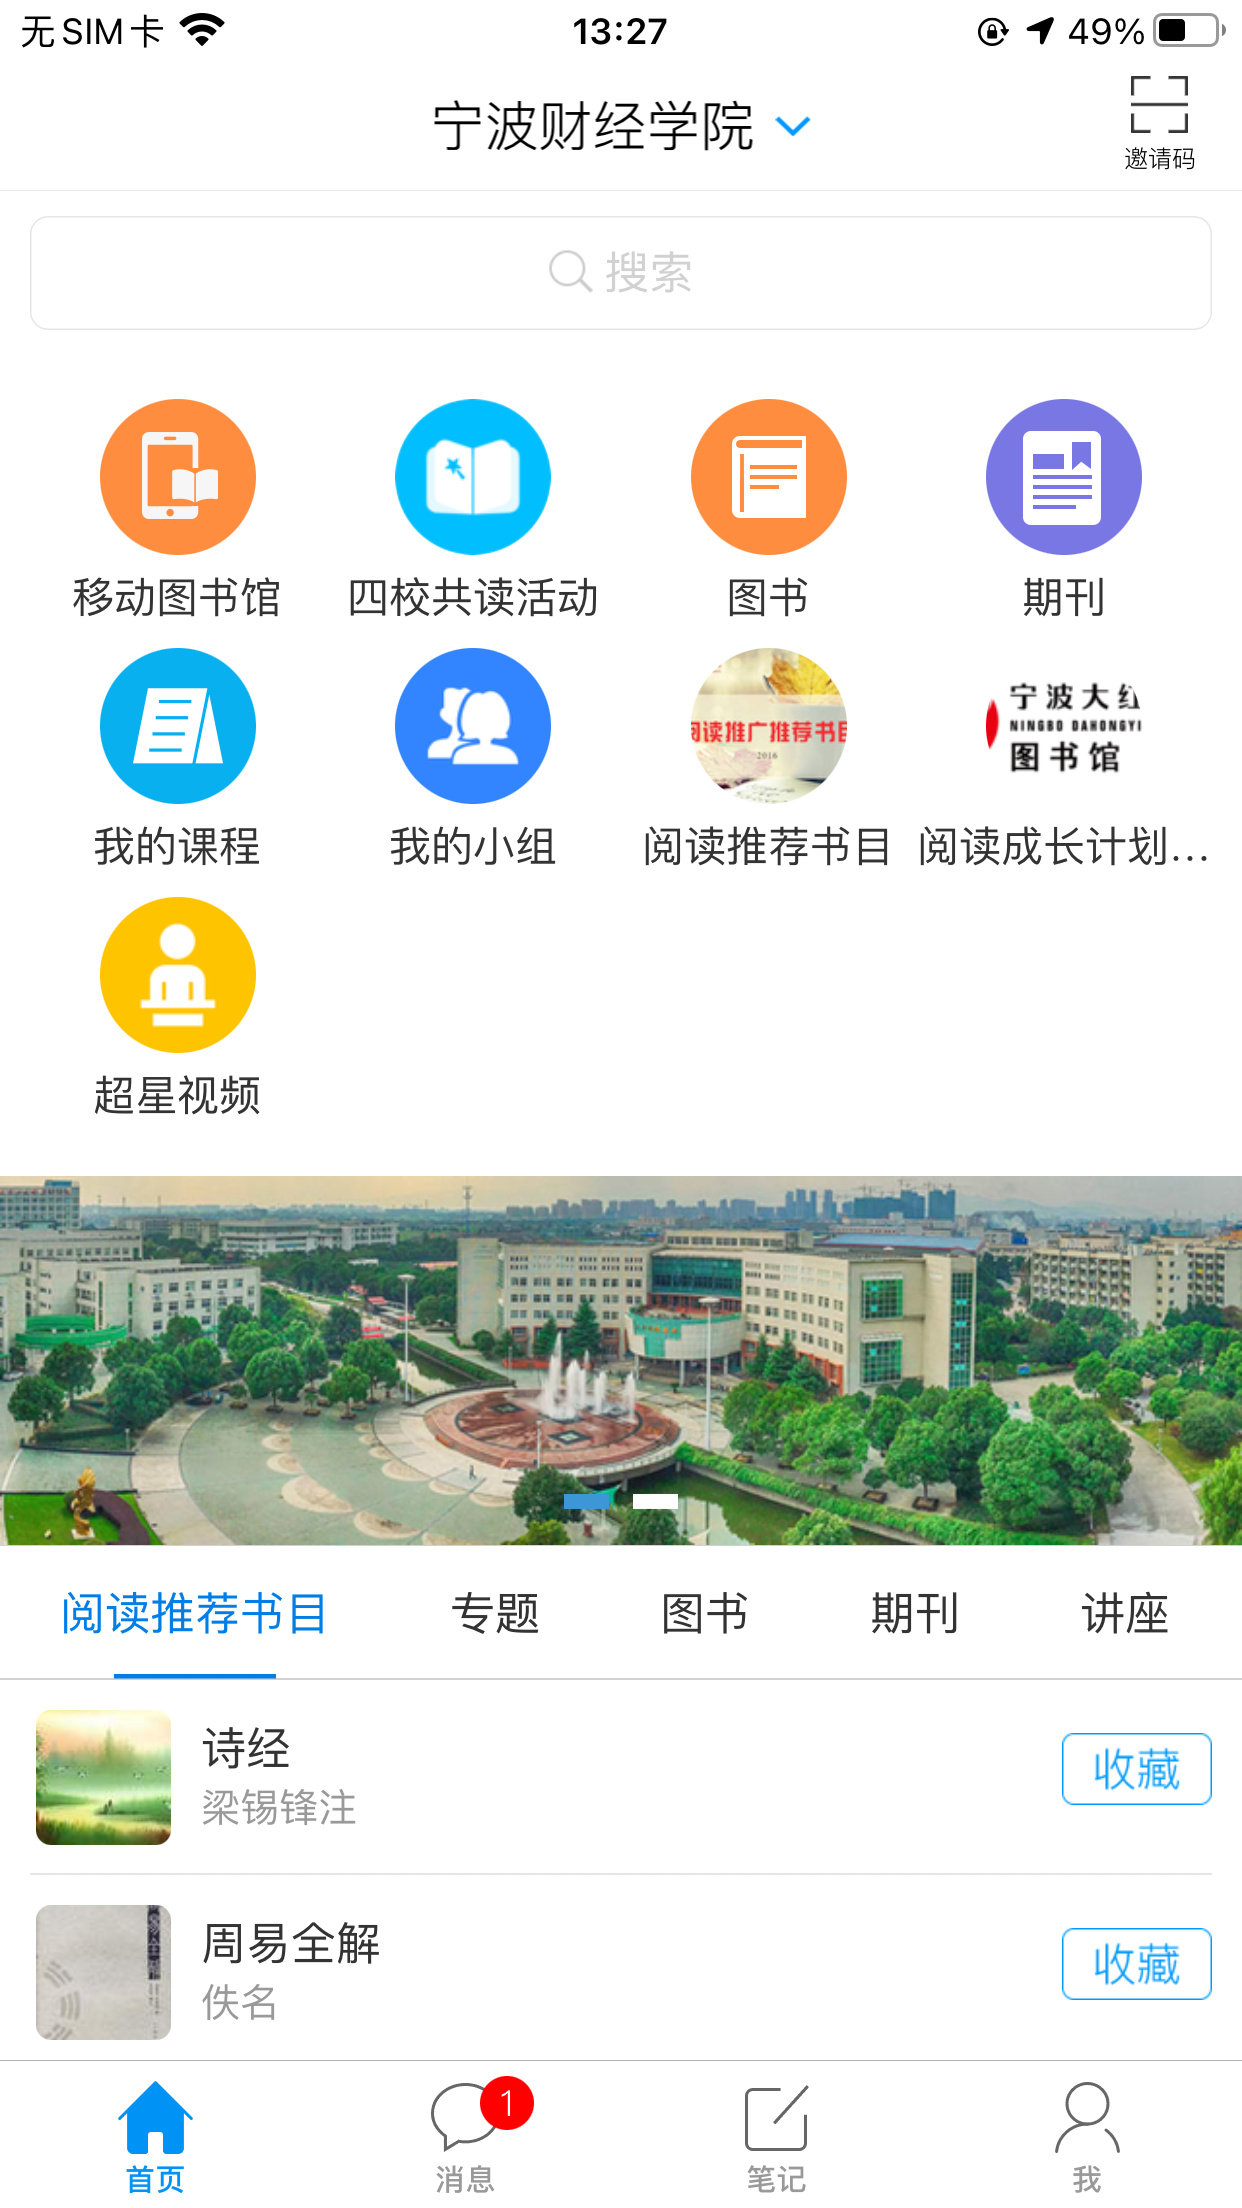 无SIM卡 13:27 49%
宁波财经学院
邀请码
搜索
移动图书馆 四校共读活动 图书 期刊
阅读推广推荐书目
2016
宁波大红
NINGBO DAHONGYI
图书馆
我的课程 我的小组 阅读推荐书目 阅读成长计划...
超星视频
阅读推荐书目 专题 图书 期刊 讲座
诗经
梁锡锋注
收藏
周易全解
佚名
收藏
1
首页 消息 笔记 我